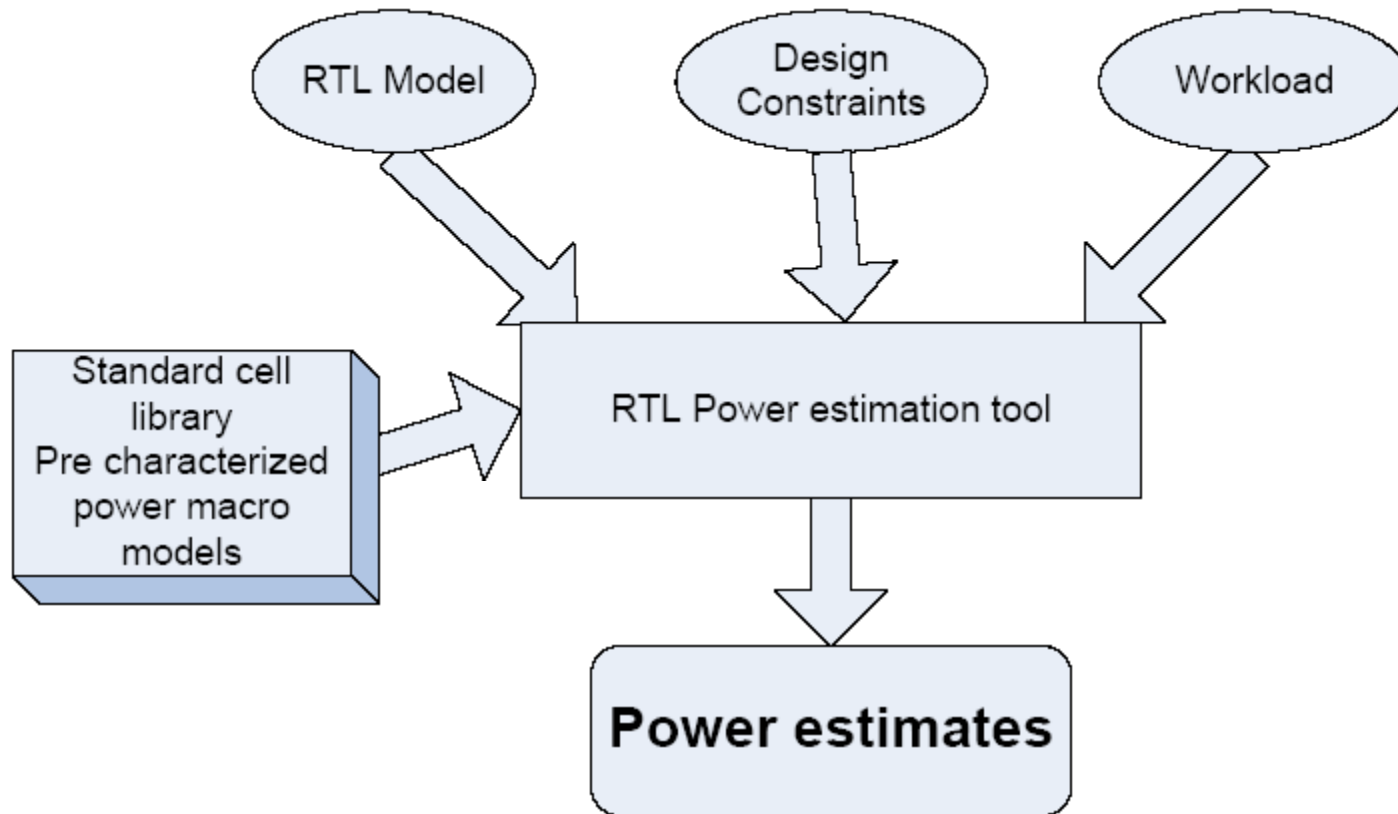 RTL Model
Design
Constraints
Workload
Standard cell
library
Pre characterized
power macro
models
RTL Power estimation tool
Power estimates